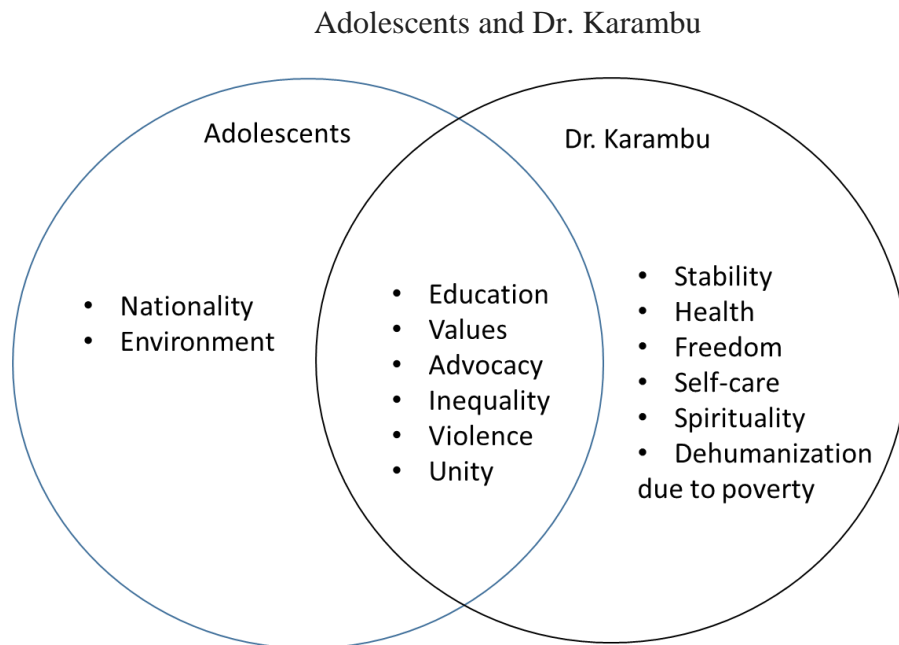 Adolescents and Dr. Karambu
Adolescents
• Nationality
• Environment
• Education
• Values
• Advocacy
• Inequality
• Violence
• Unity
Dr. Karambu
• Stability
• Health
• Freedom
• Self-care
• Spirituality
• Dehumanization
due to poverty